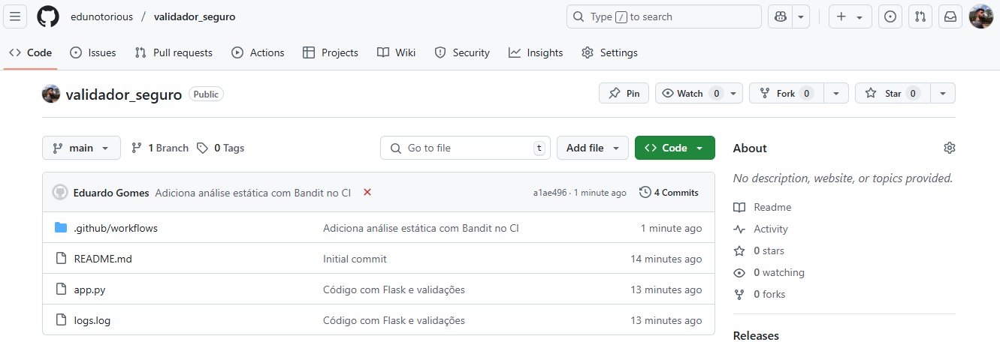 edunotorious / validador_seguro Type / to search
Code Issues Pull requests Actions Projects Wiki Security Insights Settings
validador_seguro Public Pin Watch 0 Fork 0 Star 0
main 1 Branch 0 Tags Go to file t Add file Code About
No description, website, or topics provided.
Eduardo Gomes Adiciona análise estática com Bandit no CI a1ae496 · 1 minute ago 4 Commits
Readme
.github/workflows Adiciona análise estática com Bandit no CI 1 minute ago
Activity
0 stars
README.md Initial commit 14 minutes ago
0 watching
app.py Código com Flask e validações 13 minutes ago
0 forks
logs.log Código com Flask e validações 13 minutes ago
Releases